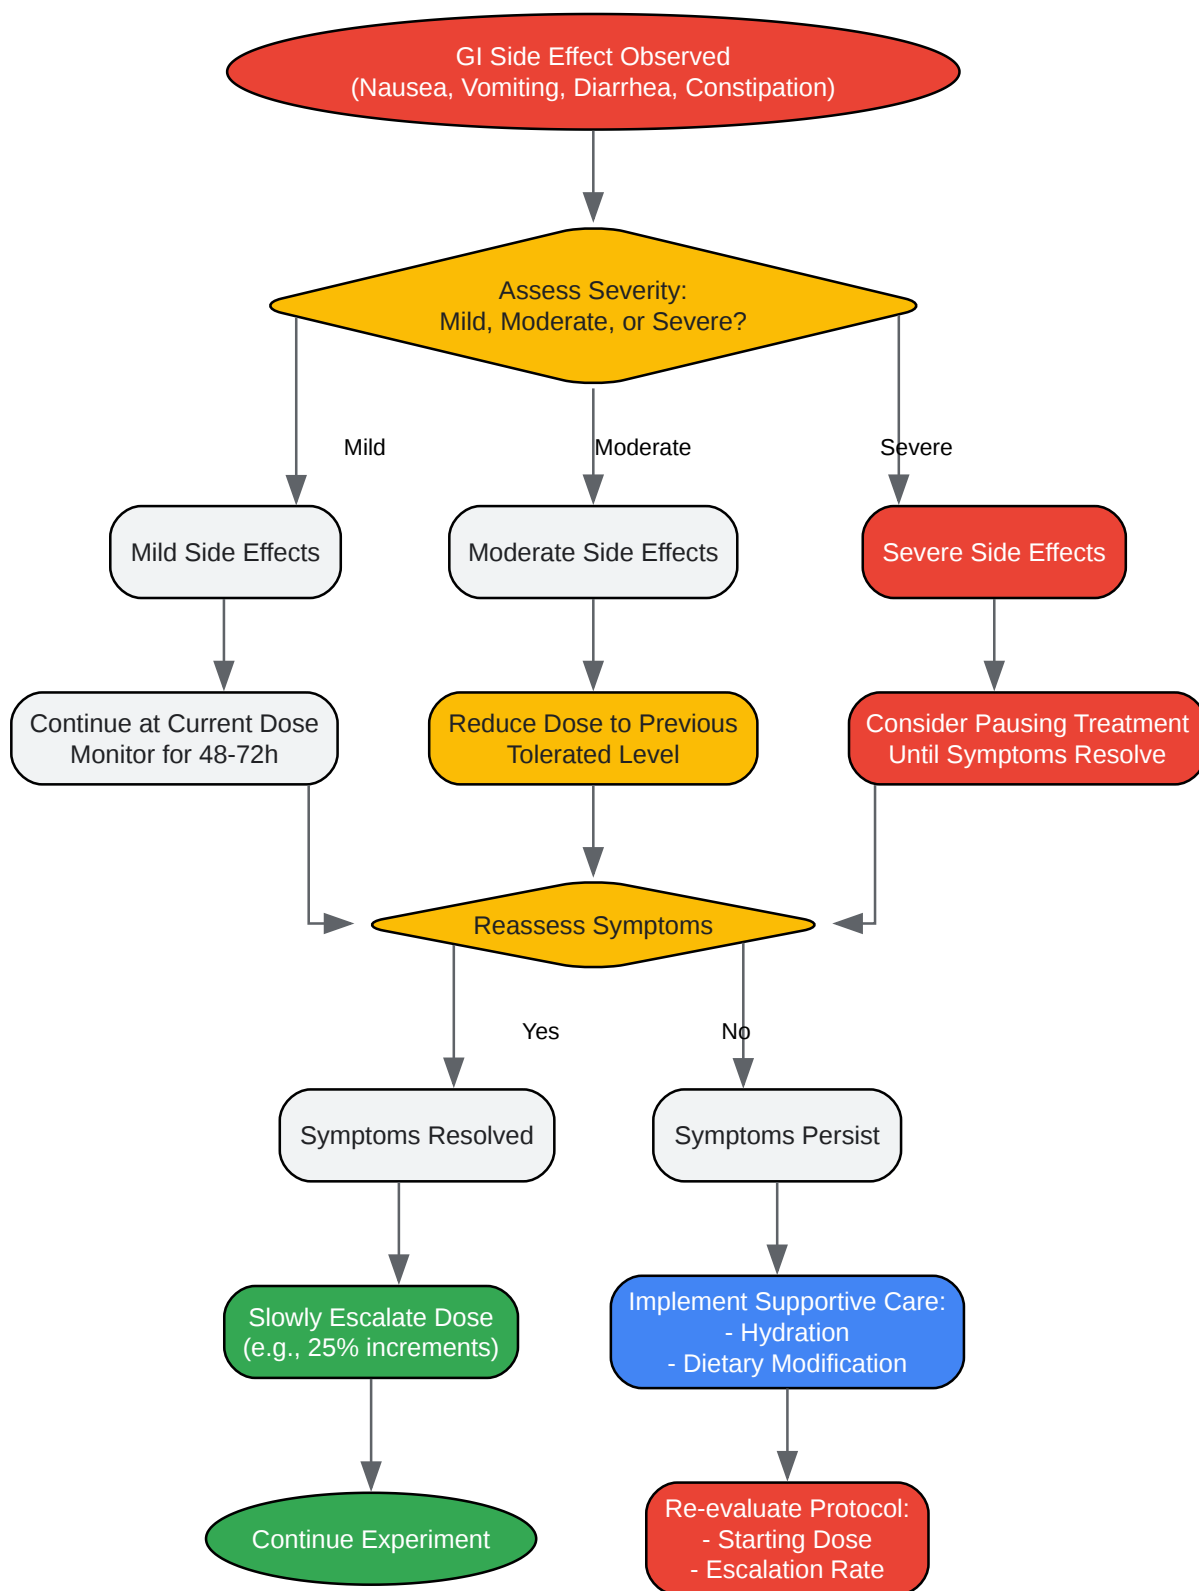 GI Side Effect Observed
(Nausea, Vomiting, Diarrhea, Constipation)
Assess Severity:
Mild, Moderate, or Severe?
Mild
Moderate
Severe
Mild Side Effects
Moderate Side Effects
Severe Side Effects
Continue at Current Dose
Monitor for 48-72h
Reduce Dose to Previous
Tolerated Level
Consider Pausing Treatment
Until Symptoms Resolve
Reassess Symptoms
Yes
No
Symptoms Resolved
Symptoms Persist
Slowly Escalate Dose
(e.g., 25% increments)
Implement Supportive Care:
- Hydration
- Dietary Modification
Continue Experiment
Re-evaluate Protocol:
- Starting Dose
- Escalation Rate